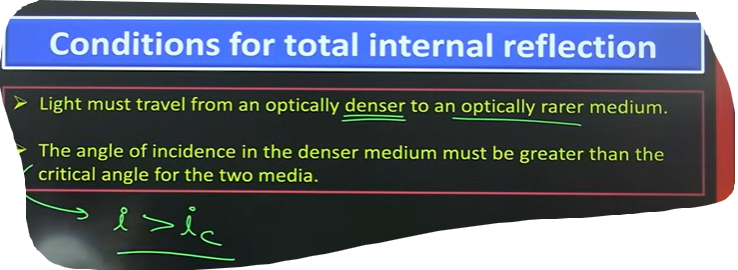 Conditions for total internal reflection
➤ Light must travel from an optically denser to an optically rarer medium.
➤ The angle of incidence in the denser medium must be greater than the
critical angle for the two media.
i > ic